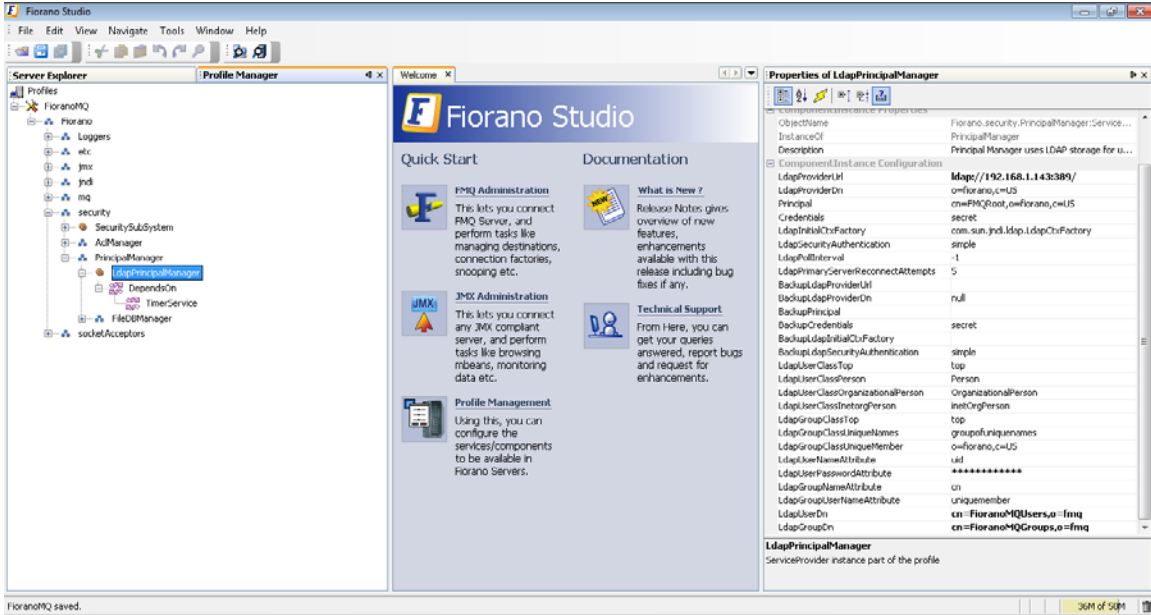 Fiorano Studio
File Edit View Navigate Tools Window Help
Server Explorer
Profile Manager
Profiles
FioranoMQ
Fiorano
Loggers
etc
jmx
jndi
mq
security
SecuritySubSystem
AclManager
PrincipalManager
LdapPrincipalManager
DependsOn
TimerService
FileDBManager
socketAcceptors
Welcome
Fiorano Studio
Quick Start
FMQ Administration
This lets you connect
FMQ Server, and
perform tasks like
managing destinations,
connection factories,
snooping etc.
JMX Administration
This lets you connect
any JMX compliant
server, and perform
tasks like browsing
mbeans, monitoring
data etc.
Profile Management
Using this, you can
configure the
services/components
to be available in
Fiorano Servers.
Documentation
NEW
What is New ?
Release Notes gives
overview of new
features,
enhancements
available with this
release including bug
fixes if any.
Technical Support
From Here, you can
get your queries
answered, report bugs
and request for
enhancements.
Properties of LdapPrincipalManager
ComponentInstance Properties
ObjectName Fiorano.security.PrincipalManager:Service...
InstanceOf PrincipalManager
Description Principal Manager uses LDAP storage for u...
ComponentInstance Configuration
LdapProviderUrl ldap://192.168.1.143:389/
LdapProviderDn o=fiorano,c=US
Principal cn=FMQRoot,o=fiorano,c=US
Credentials secret
LdapInitialCtxFactory com.sun.jndi.ldap.LdapCtxFactory
LdapSecurityAuthentication simple
LdapPollInterval -1
LdapPrimaryServerReconnectAttempts 5
BackupLdapProviderUrl
BackupLdapProviderDn null
BackupPrincipal
BackupCredentials secret
BackupLdapInitialCtxFactory
BackupLdapSecurityAuthentication simple
LdapUserClassTop top
LdapUserClassPerson Person
LdapUserClassOrganizationalPerson OrganizationalPerson
LdapUserClassInetorgPerson inetOrgPerson
LdapGroupClassTop top
LdapGroupClassUniqueNames groupofuniquenames
LdapGroupClassUniqueMember o=fiorano,c=US
LdapUserNameAttribute uid
LdapUserPasswordAttribute ************
LdapGroupNameAttribute cn
LdapGroupUserNameAttribute uniquemember
LdapUserDn cn=FioranoMQUsers,o=fmq
LdapGroupDn cn=FioranoMQGroups,o=fmq
LdapPrincipalManager
ServiceProvider instance part of the profile
FioranoMQ saved.
36M of 50M